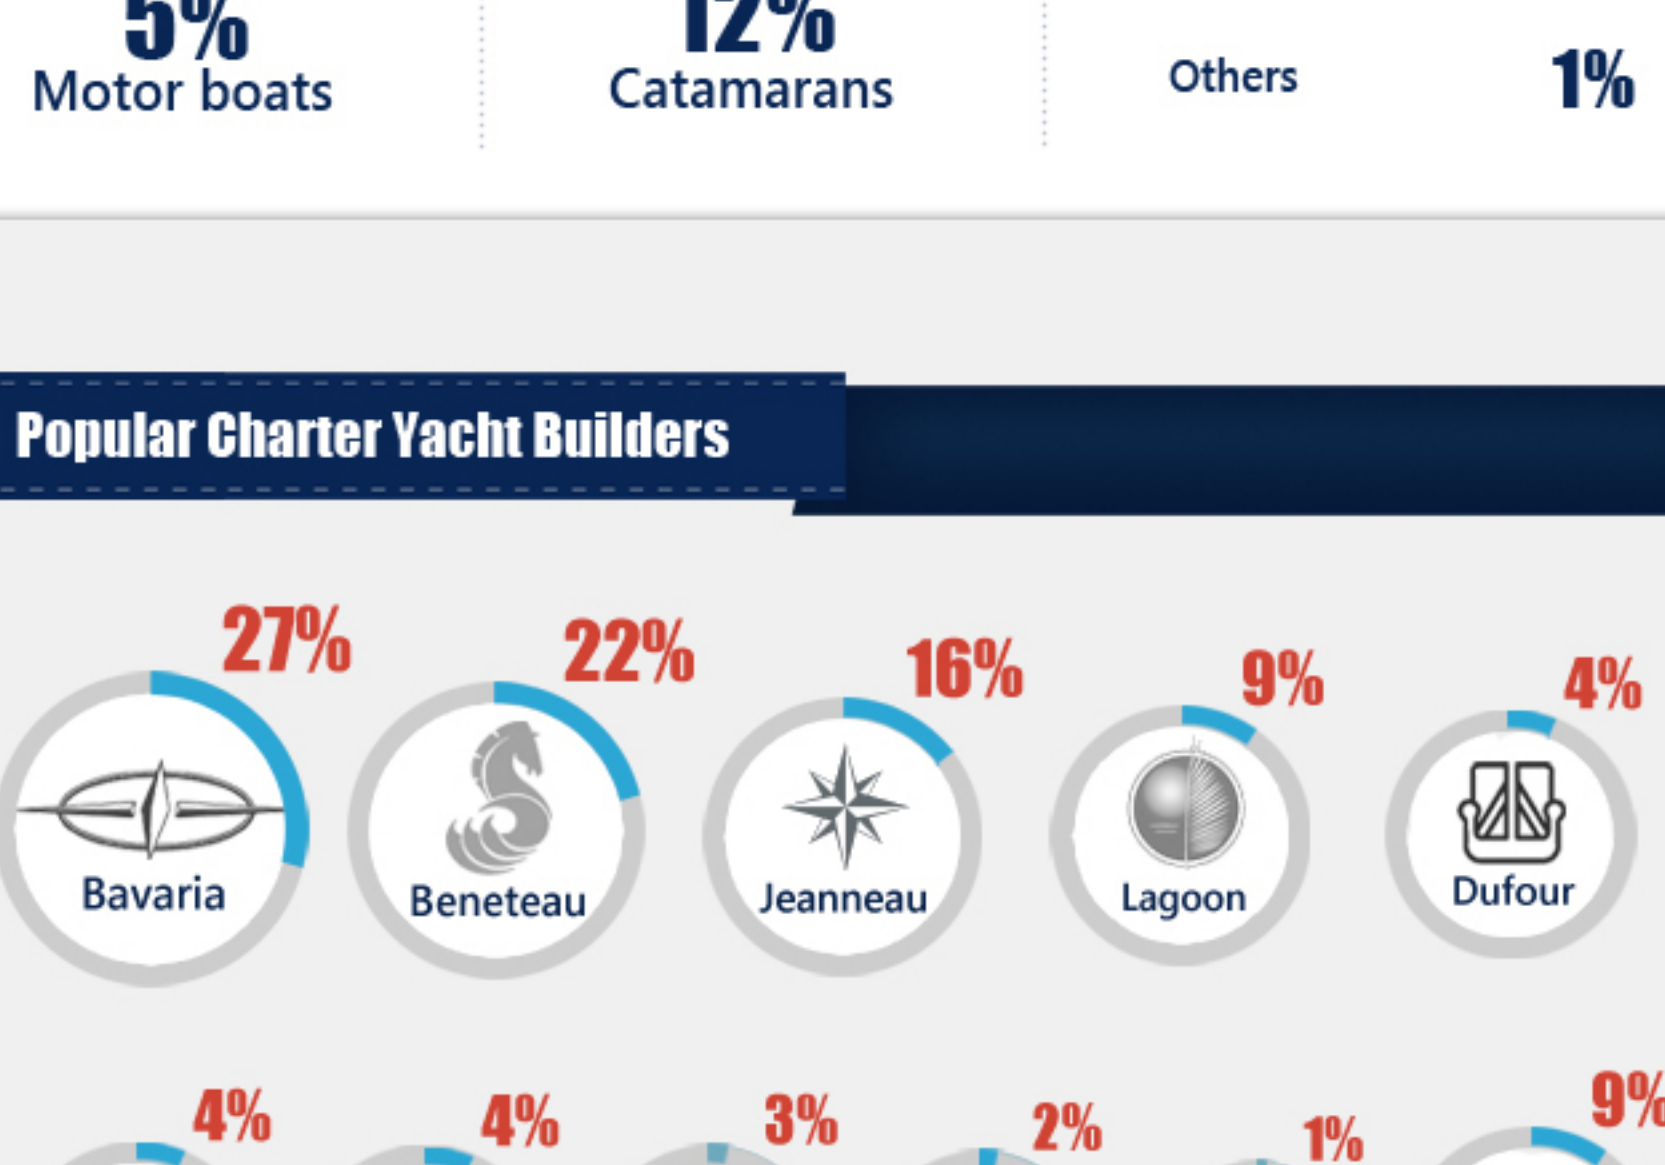 5%
Motor boats
12%
Catamarans
Others 1%
Popular Charter Yacht Builders
27%
Bavaria
22%
Beneteau
16%
Jeanneau
9%
Lagoon
4%
Dufour
4%
4%
3%
2%
1%
9%